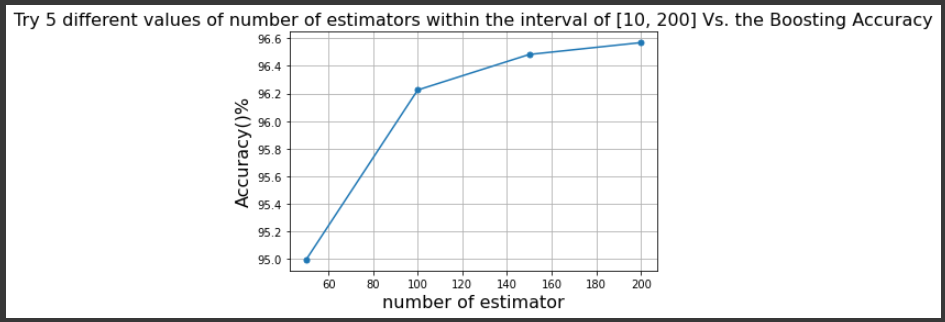 Try 5 different values of number of estimators within the interval of [10, 200] Vs. the Boosting Accuracy
96.6
96.4
96.2
96.0
95.8
95.6
95.4
95.2
95.0
Accuracy()%
60 80 100 120 140 160 180 200
number of estimator